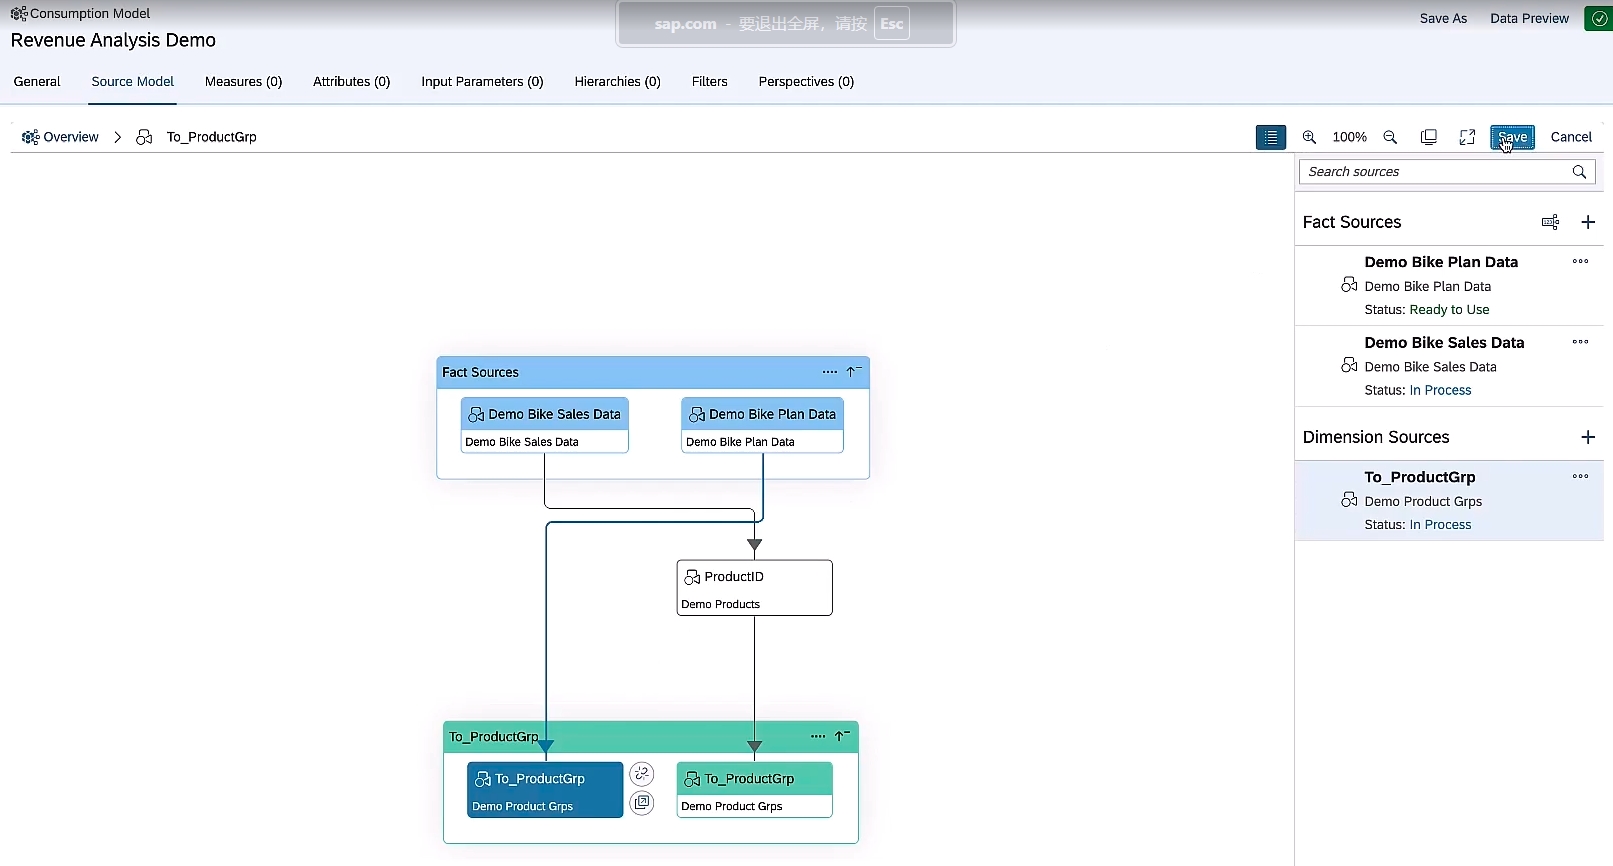 Consumption Model
Revenue Analysis Demo
sap.com - 要退出全屏，请按 Esc
Save As
Data Preview
General
Source Model
Measures (0)
Attributes (0)
Input Parameters (0)
Hierarchies (0)
Filters
Perspectives (0)
Overview
To_ProductGrp
100%
Save
Cancel
Search sources
Fact Sources
Demo Bike Plan Data
Demo Bike Plan Data
Status: Ready to Use
Demo Bike Sales Data
Demo Bike Sales Data
Status: In Process
Dimension Sources
To_ProductGrp
Demo Product Grps
Status: In Process
Fact Sources
Demo Bike Sales Data
Demo Bike Sales Data
Demo Bike Plan Data
Demo Bike Plan Data
ProductID
Demo Products
To_ProductGrp
To_ProductGrp
Demo Product Grps
To_ProductGrp
Demo Product Grps